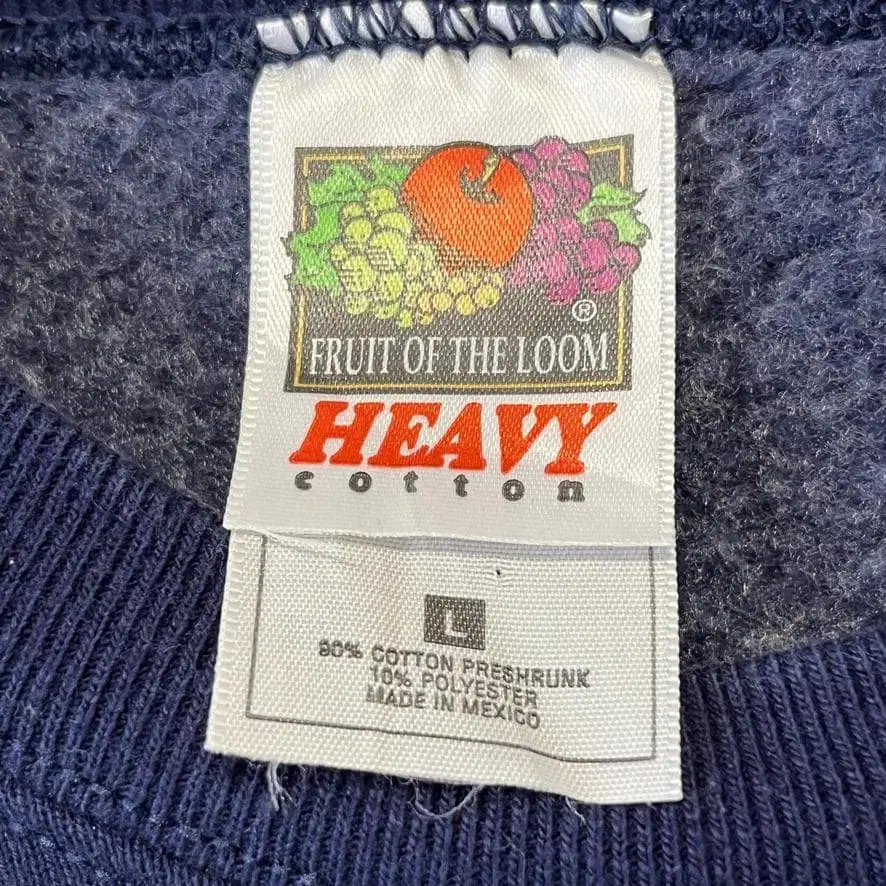 ®
FRUIT OF THE LOOM
HEAVY
cotton
L
90% COTTON PRESHRUNK
10% POLYESTER
MADE IN MEXICO